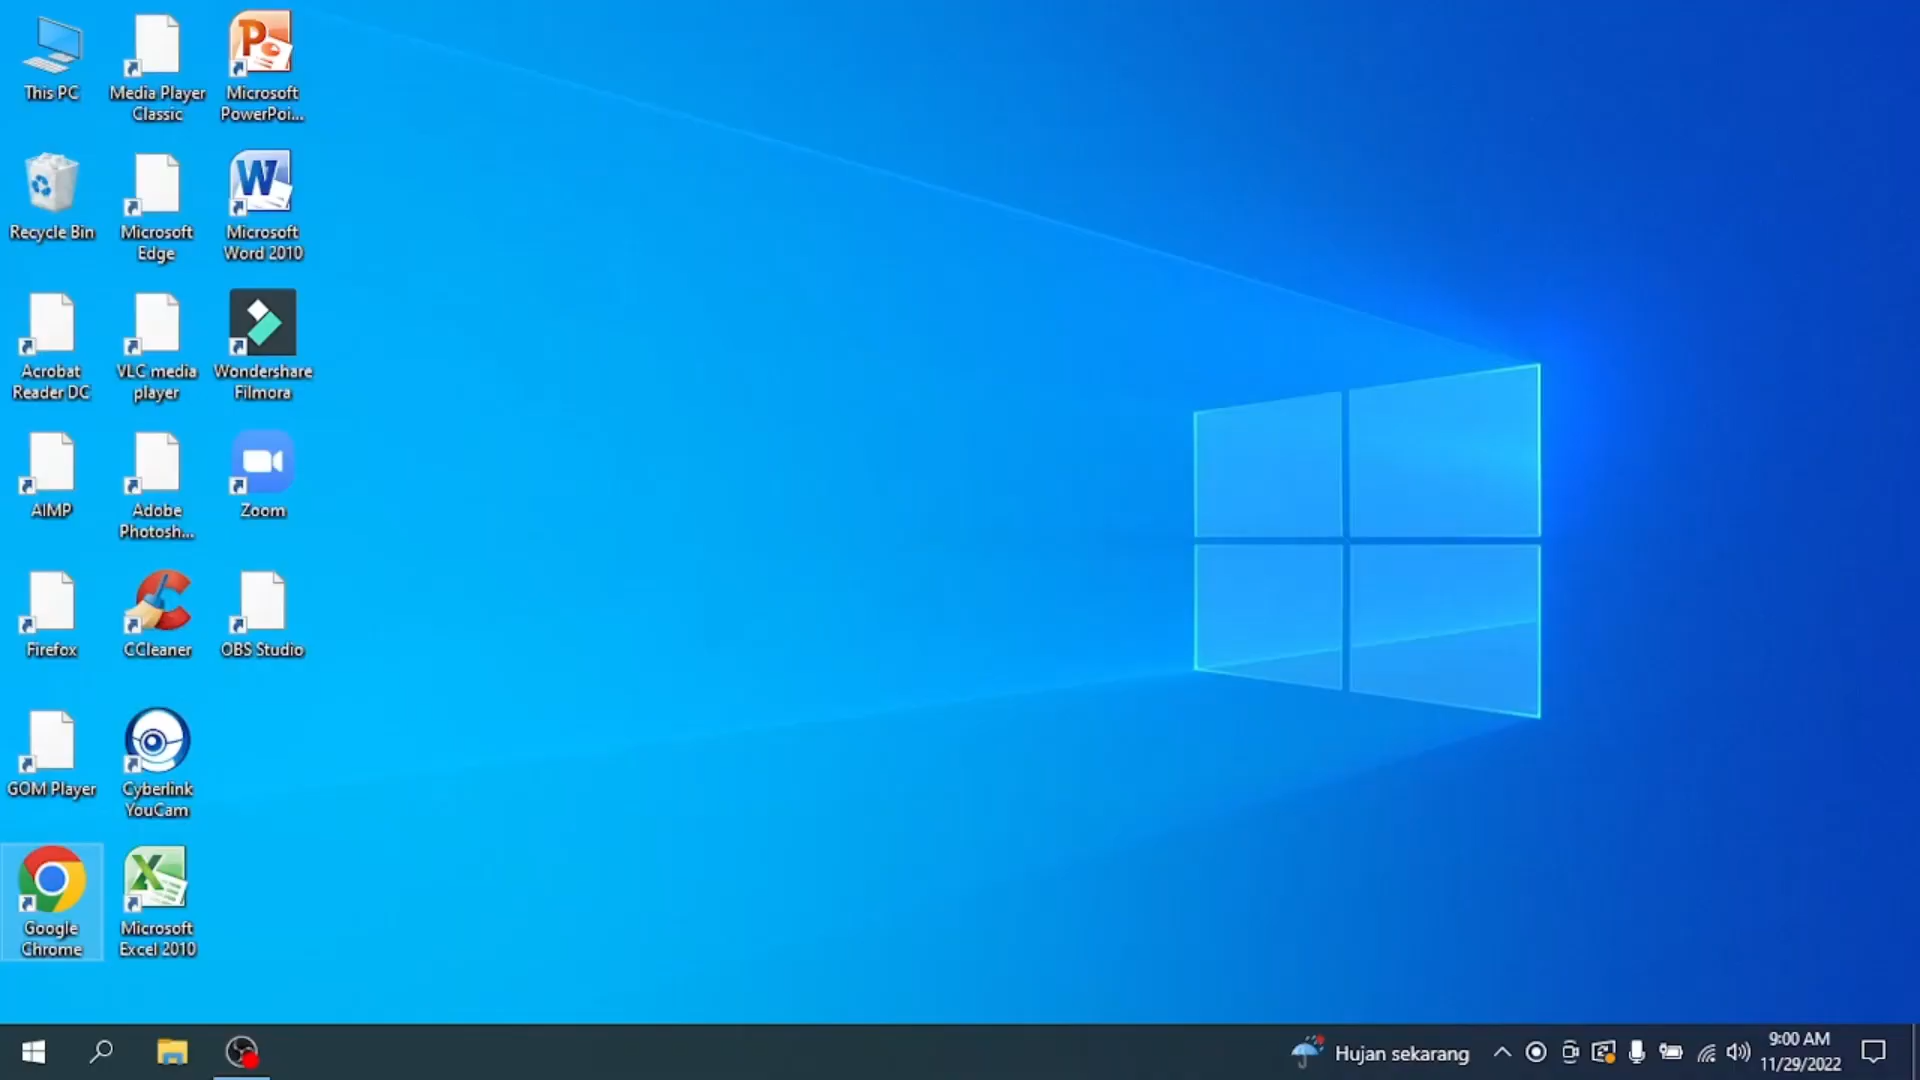 This PC
Media Player
Classic
Microsoft
PowerPoi...
Recycle Bin
Microsoft
Edge
Microsoft
Word 2010
Acrobat
Reader DC
VLC media
player
Wondershare
Filmora
AIMP
Adobe
Photosh...
Zoom
Firefox
CCleaner
OBS Studio
GOM Player
Cyberlink
YouCam
Google
Chrome
Microsoft
Excel 2010
Hujan sekarang
9:00 AM
11/29/2022